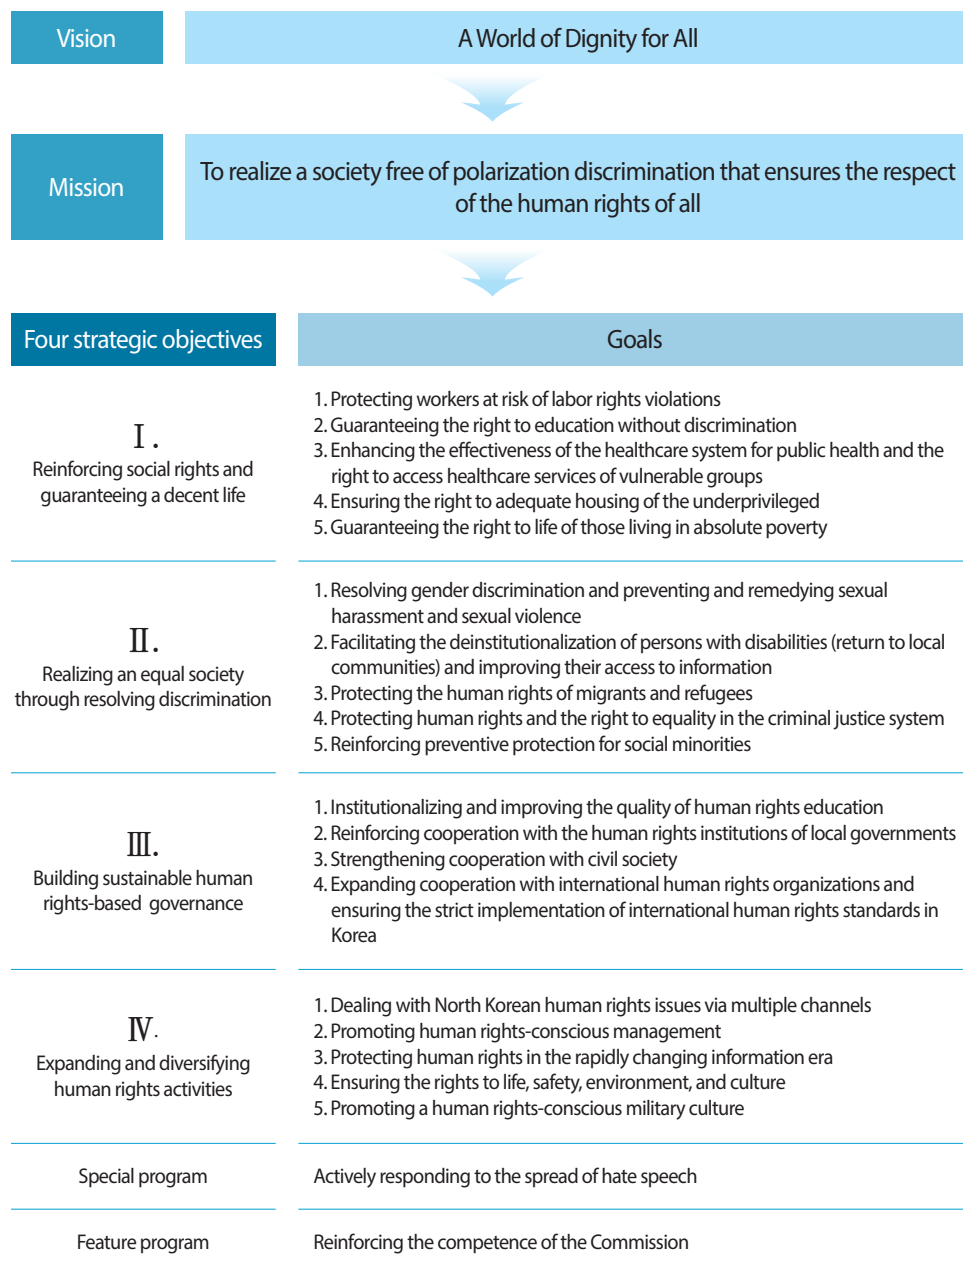 Vision
A World of Dignity for All
Mission
To realize a society free of polarization discrimination that ensures the respect
of the human rights of all
Four strategic objectives
Goals
Ⅰ.
Reinforcing social rights and
guaranteeing a decent life
1. Protecting workers at risk of labor rights violations
2. Guaranteeing the right to education without discrimination
3. Enhancing the effectiveness of the healthcare system for public health and the
right to access healthcare services of vulnerable groups
4. Ensuring the right to adequate housing of the underprivileged
5. Guaranteeing the right to life of those living in absolute poverty
Ⅱ.
Realizing an equal society
through resolving discrimination
1. Resolving gender discrimination and preventing and remedying sexual
harassment and sexual violence
2. Facilitating the deinstitutionalization of persons with disabilities (return to local
communities) and improving their access to information
3. Protecting the human rights of migrants and refugees
4. Protecting human rights and the right to equality in the criminal justice system
5. Reinforcing preventive protection for social minorities
Ⅲ.
Building sustainable human
rights-based governance
1. Institutionalizing and improving the quality of human rights education
2. Reinforcing cooperation with the human rights institutions of local governments
3. Strengthening cooperation with civil society
4. Expanding cooperation with international human rights organizations and
ensuring the strict implementation of international human rights standards in
Korea
Ⅳ.
Expanding and diversifying
human rights activities
1. Dealing with North Korean human rights issues via multiple channels
2. Promoting human rights-conscious management
3. Protecting human rights in the rapidly changing information era
4. Ensuring the rights to life, safety, environment, and culture
5. Promoting a human rights-conscious military culture
Special program
Actively responding to the spread of hate speech
Feature program
Reinforcing the competence of the Commission